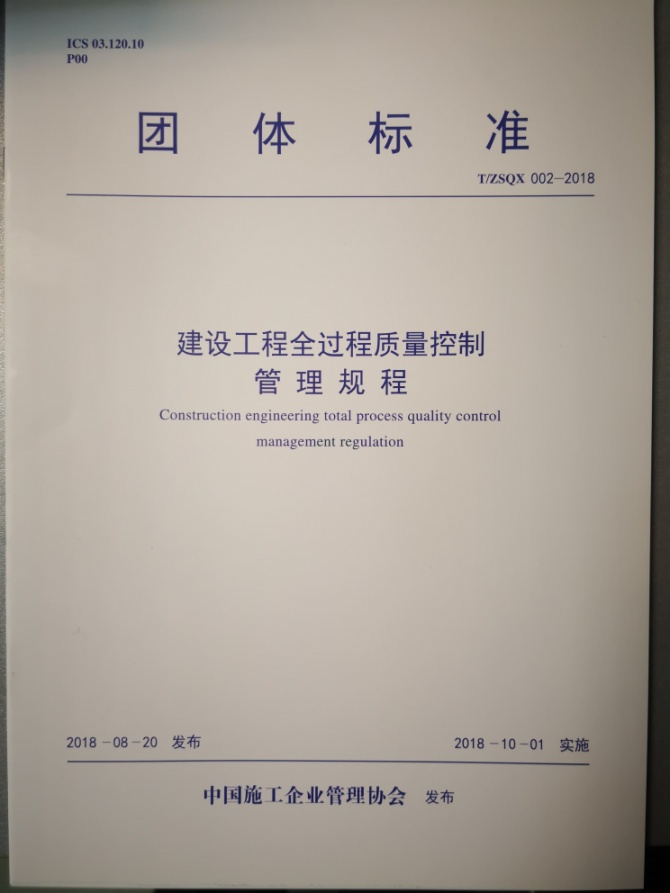 ICS 03.120.10
P00
团体标准
T/ZSQX 002—2018
建设工程全过程质量控制
管理规程
Construction engineering total process quality control
management regulation
2018-08-20 发布
2018-10-01 实施
中国施工企业管理协会 发布